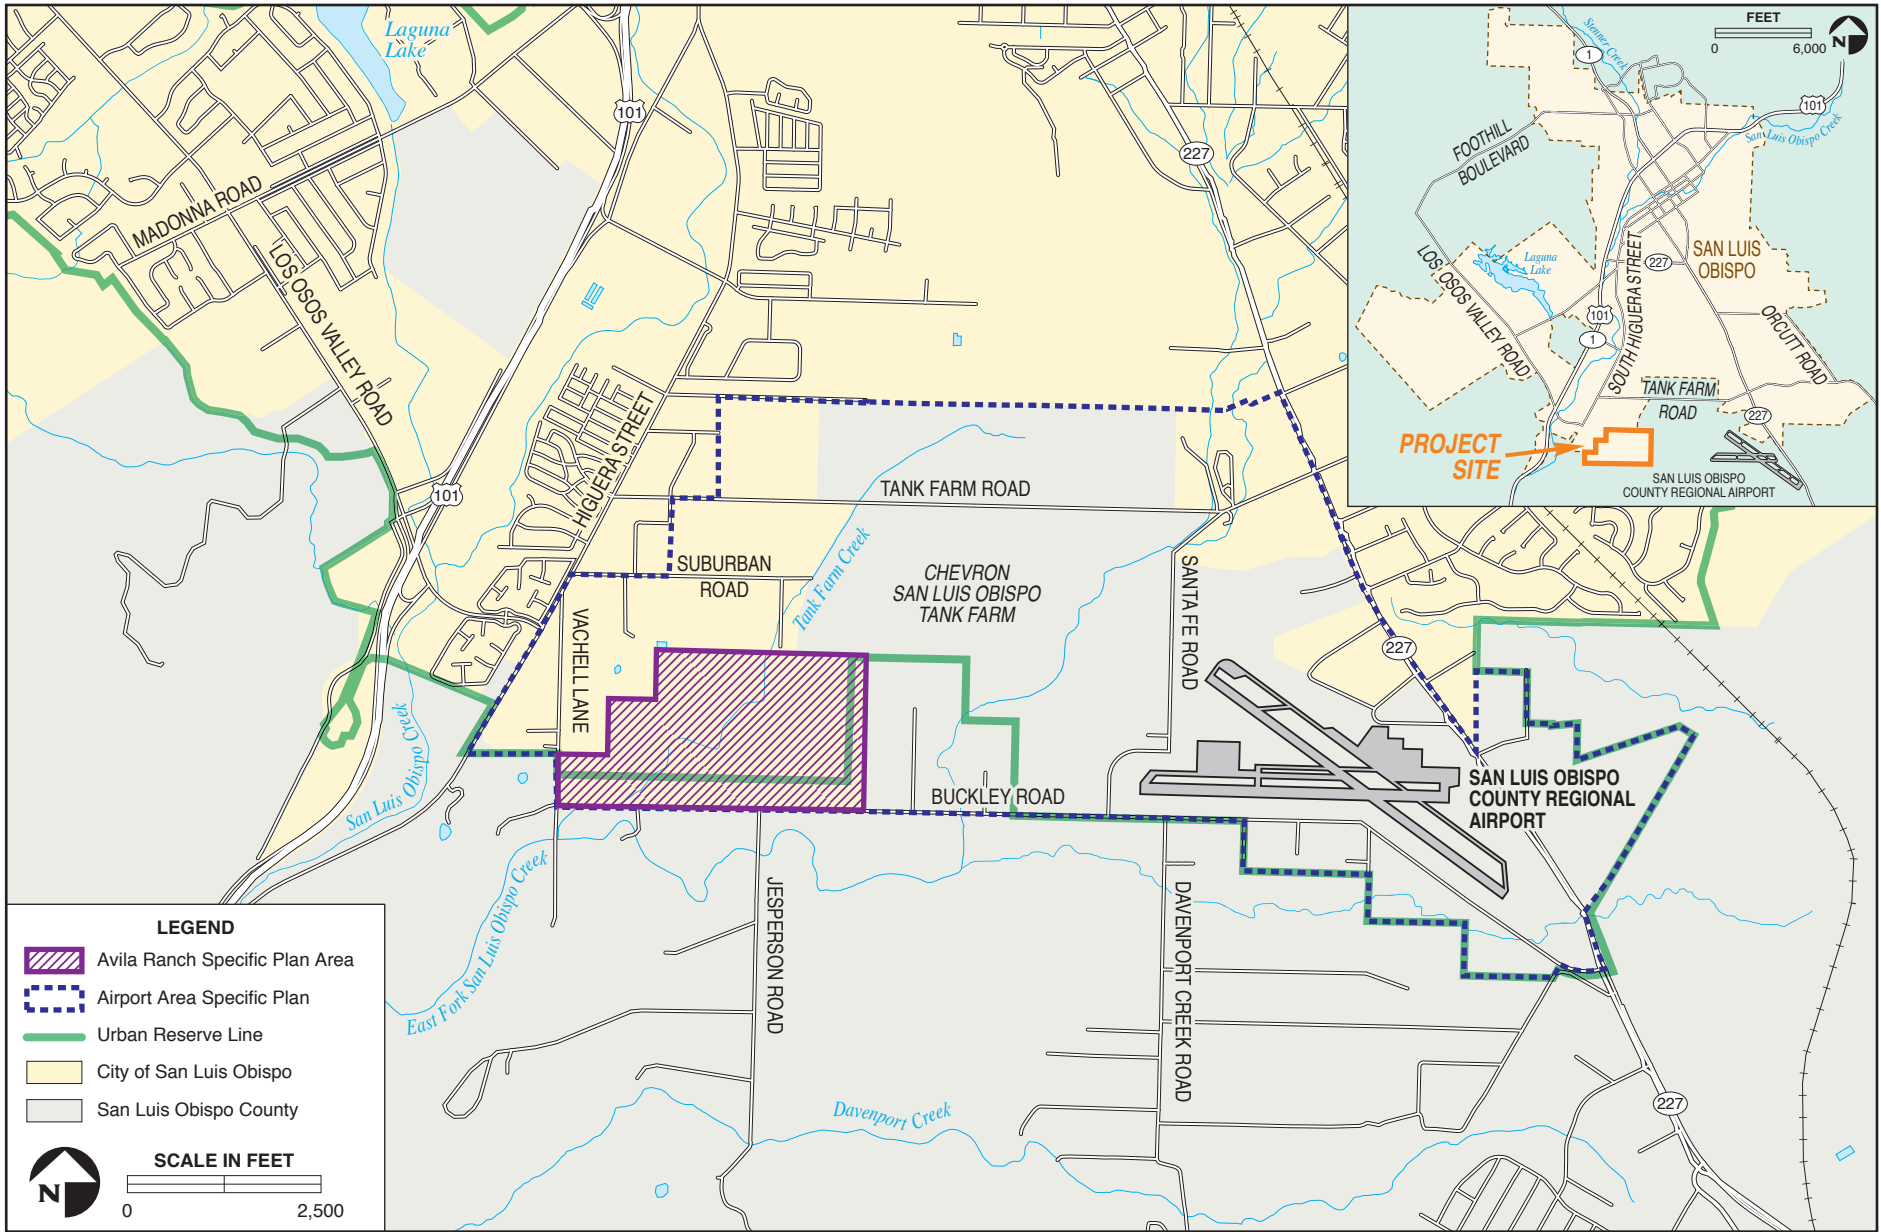 Laguna
Lake
101
227
MADONNA ROAD
LOS OSOS VALLEY ROAD
HIGUERA STREET
101
TANK FARM ROAD
SUBURBAN
ROAD
Tank Farm Creek
CHEVRON
SAN LUIS OBISPO
TANK FARM
SANTA FE ROAD
VACHELL LANE
227
San Luis Obispo Creek
BUCKLEY ROAD
SAN LUIS OBISPO
COUNTY REGIONAL
AIRPORT
East Fork San Luis Obispo Creek
JESPERSON ROAD
DAVENPORT CREEK ROAD
Davenport Creek
227
FEET
0
6,000
N
Stenner Creek
1
101
San Luis Obispo Creek
FOOTHILL
BOULEVARD
LOS OSOS VALLEY ROAD
Laguna
Lake
SOUTH HIGUERA STREET
227
SAN LUIS
OBISPO
101
1
ORCUTT ROAD
TANK FARM
ROAD
227
PROJECT
SITE
SAN LUIS OBISPO
COUNTY REGIONAL AIRPORT
LEGEND
Avila Ranch Specific Plan Area
Airport Area Specific Plan
Urban Reserve Line
City of San Luis Obispo
San Luis Obispo County
N
SCALE IN FEET
0
2,500